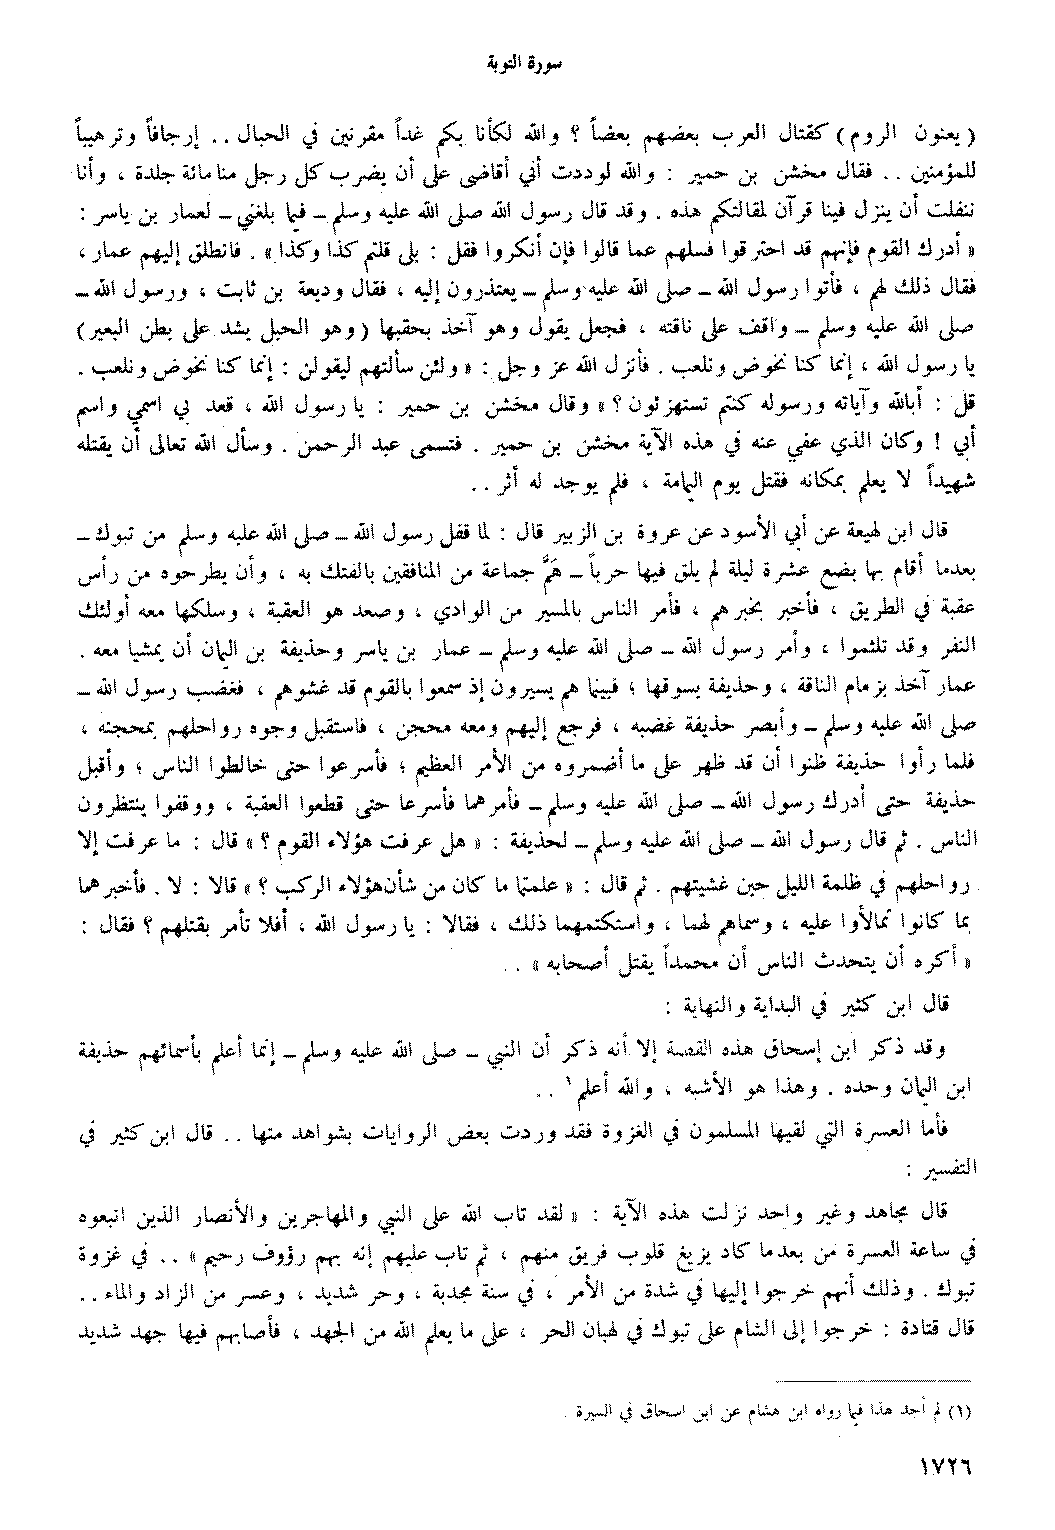 سورة التوبة
(يعنون الروم) كقتال العرب بعضهم بعضاً ؟ والله لكأنا بكم غداً مقرنين في الحبال .. إرجافاً وترهيباً
للمؤمنين .. فقال مخشن بن حمير : والله لوددت أني أقاضى على أن يضرب كل رجل منا مائة جلدة ، وأنا
ننفلت أن ينزل فينا قرآن لمقالتكم هذه . وقد قال رسول الله صلى الله عليه وسلم – فيما بلغني – لعمار بن ياسر :
« أدرك القوم فإنهم قد احترقوا فسلهم عما قالوا فإن أنكروا فقل : بلى قلتم كذا وكذا» . فانطلق إليهم عمار ،
فقال ذلك لهم ، فأتوا رسول الله – صلى الله عليه وسلم – يعتذرون إليه ، فقال وديعة بن ثابت ، ورسول الله –
صلى الله عليه وسلم – واقف على ناقته ، فجعل يقول وهو آخذ بحقبها (وهو الحبل يشد على بطن البعير)
يا رسول الله ، إنما كنا نخوض ونلعب . فأنزل الله عز وجل : « ولئن سألتهم ليقولن : إنما كنا نخوض ونلعب .
قل : أبالله وآياته ورسوله كنتم تستهزئون ؟ » وقال مخشن بن حمير : يا رسول الله ، قعد بي اسمي واسم
أبي ! وكان الذي عفي عنه في هذه الآية مخشن بن حمير . فتسمى عبد الرحمن . وسأل الله تعالى أن يقتله
شهيداً لا يعلم بمكانه فقتل يوم اليمامة ، فلم يوجد له أثر . .
قال ابن لهيعة عن أبي الأسود عن عروة بن الزبير قال : لما قفل رسول الله – صلى الله عليه وسلم من تبوك –
بعدما أقام بها بضع عشرة ليلة لم يلق فيها حرباً – هَمَّ جماعة من المنافقين بالفتك به ، وأن يطرحوه من رأس
عقبة في الطريق ، فأخبر بخبرهم ، فأمر الناس بالمسير من الوادي ، وصعد هو العقبة ، وسلكها معه أولئك
النفر وقد تلثموا ، وأمر رسول الله – صلى الله عليه وسلم – عمار بن ياسر وحذيفة بن اليمان أن يمشيا معه .
عمار آخذ بزمام الناقة ، وحذيفة يسوقها ؛ فبينما هم يسيرون إذ سمعوا بالقوم قد غشوهم ، فغضب رسول الله –
صلى الله عليه وسلم – وأبصر حذيفة غضبه ، فرجع إليهم ومعه محجن ، فاستقبل وجوه رواحلهم بمحجنه ،
فلما رأوا حذيفة ظنوا أن قد ظهر على ما أضمروه من الأمر العظيم ؛ فأسرعوا حتى خالطوا الناس ؛ وأقبل
حذيفة حتى أدرك رسول الله – صلى الله عليه وسلم – فأمرهما فأسرعا حتى قطعوا العقبة ، ووقفوا ينتظرون
الناس . ثم قال رسول الله – صلى الله عليه وسلم – لحذيفة : « هل عرفت هؤلاء القوم ؟ » قال : ما عرفت إلا
رواحلهم في ظلمة الليل حين غشيتهم . ثم قال : « علمتما ما كان من شأن هؤلاء الركب ؟ » قالا : لا . فأخبرهما
بما كانوا تمالأوا عليه ، وسماهم لهما ، واستكتمهما ذلك ، فقالا : يا رسول الله ، أفلا تأمر بقتلهم ؟ فقال :
« أكره أن يتحدث الناس أن محمداً يقتل أصحابه » . .
قال ابن كثير في البداية والنهاية :
وقد ذكر ابن إسحاق هذه القصة إلا أنه ذكر أن النبي – صلى الله عليه وسلم – إنما أعلم بأسمائهم حذيفة
ابن اليمان وحده . وهذا هو الأشبه ، والله أعلم ١ . .
فأما العسرة التي لقيها المسلمون في الغزوة فقد وردت بعض الروايات بشواهد منها .. قال ابن كثير في
التفسير :
قال مجاهد وغير واحد نزلت هذه الآية : « لقد تاب الله على النبي والمهاجرين والأنصار الذين اتبعوه
في ساعة العسرة من بعد ما كاد يزيغ قلوب فريق منهم ، ثم تاب عليهم إنه بهم رؤوف رحيم » .. في غزوة
تبوك . وذلك أنهم خرجوا إليها في شدة من الأمر ، في سنة مجدبة ، وحر شديد ، وعسر من الزاد والماء . .
قال قتادة : خرجوا إلى الشام على تبوك في لهبان الحر ، على ما يعلم الله من الجهد ، فأصابهم فيها جهد شديد
(١) لم أجد هذا فيما رواه ابن هشام عن ابن اسحاق في السيرة .
١٧٢٦